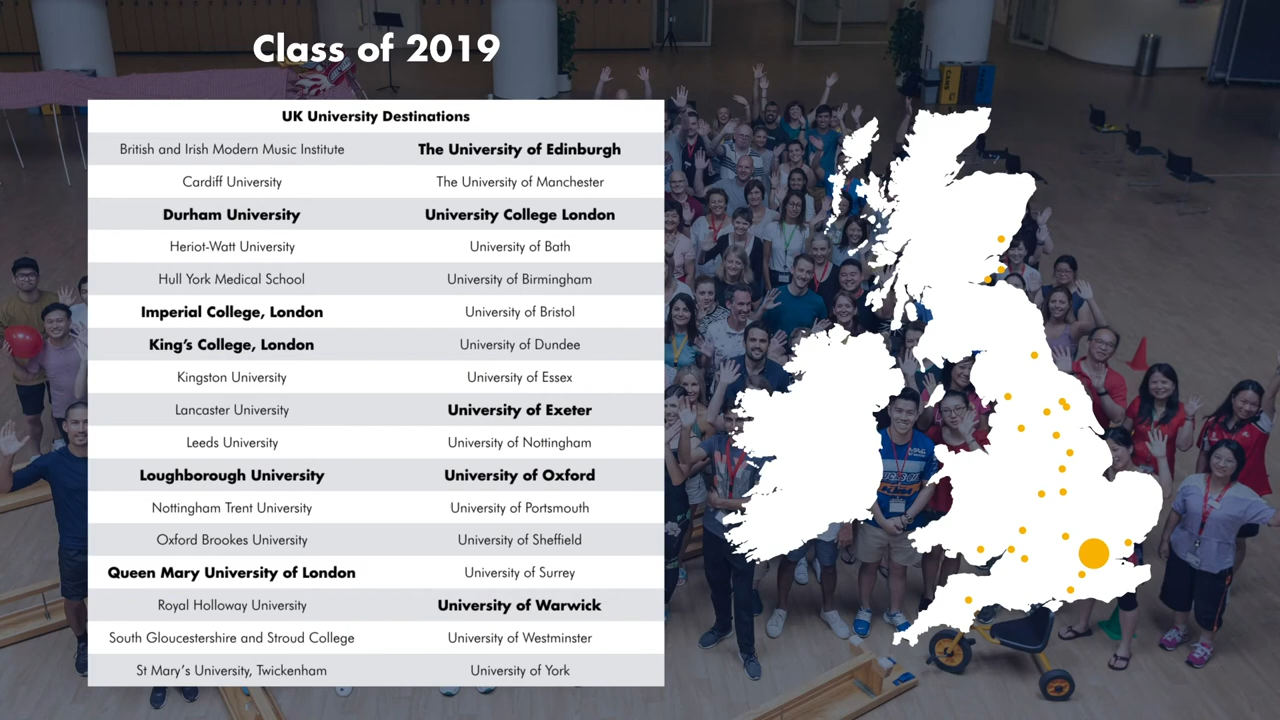 Class of 2019
UK University Destinations
British and Irish Modern Music Institute The University of Edinburgh
Cardiff University The University of Manchester
Durham University University College London
Heriot-Watt University University of Bath
Hull York Medical School University of Birmingham
Imperial College, London University of Bristol
King's College, London University of Dundee
Kingston University University of Essex
Lancaster University University of Exeter
Leeds University University of Nottingham
Loughborough University University of Oxford
Nottingham Trent University University of Portsmouth
Oxford Brookes University University of Sheffield
Queen Mary University of London University of Surrey
Royal Holloway University University of Warwick
South Gloucestershire and Stroud College University of Westminster
St Mary's University, Twickenham University of York
CANS